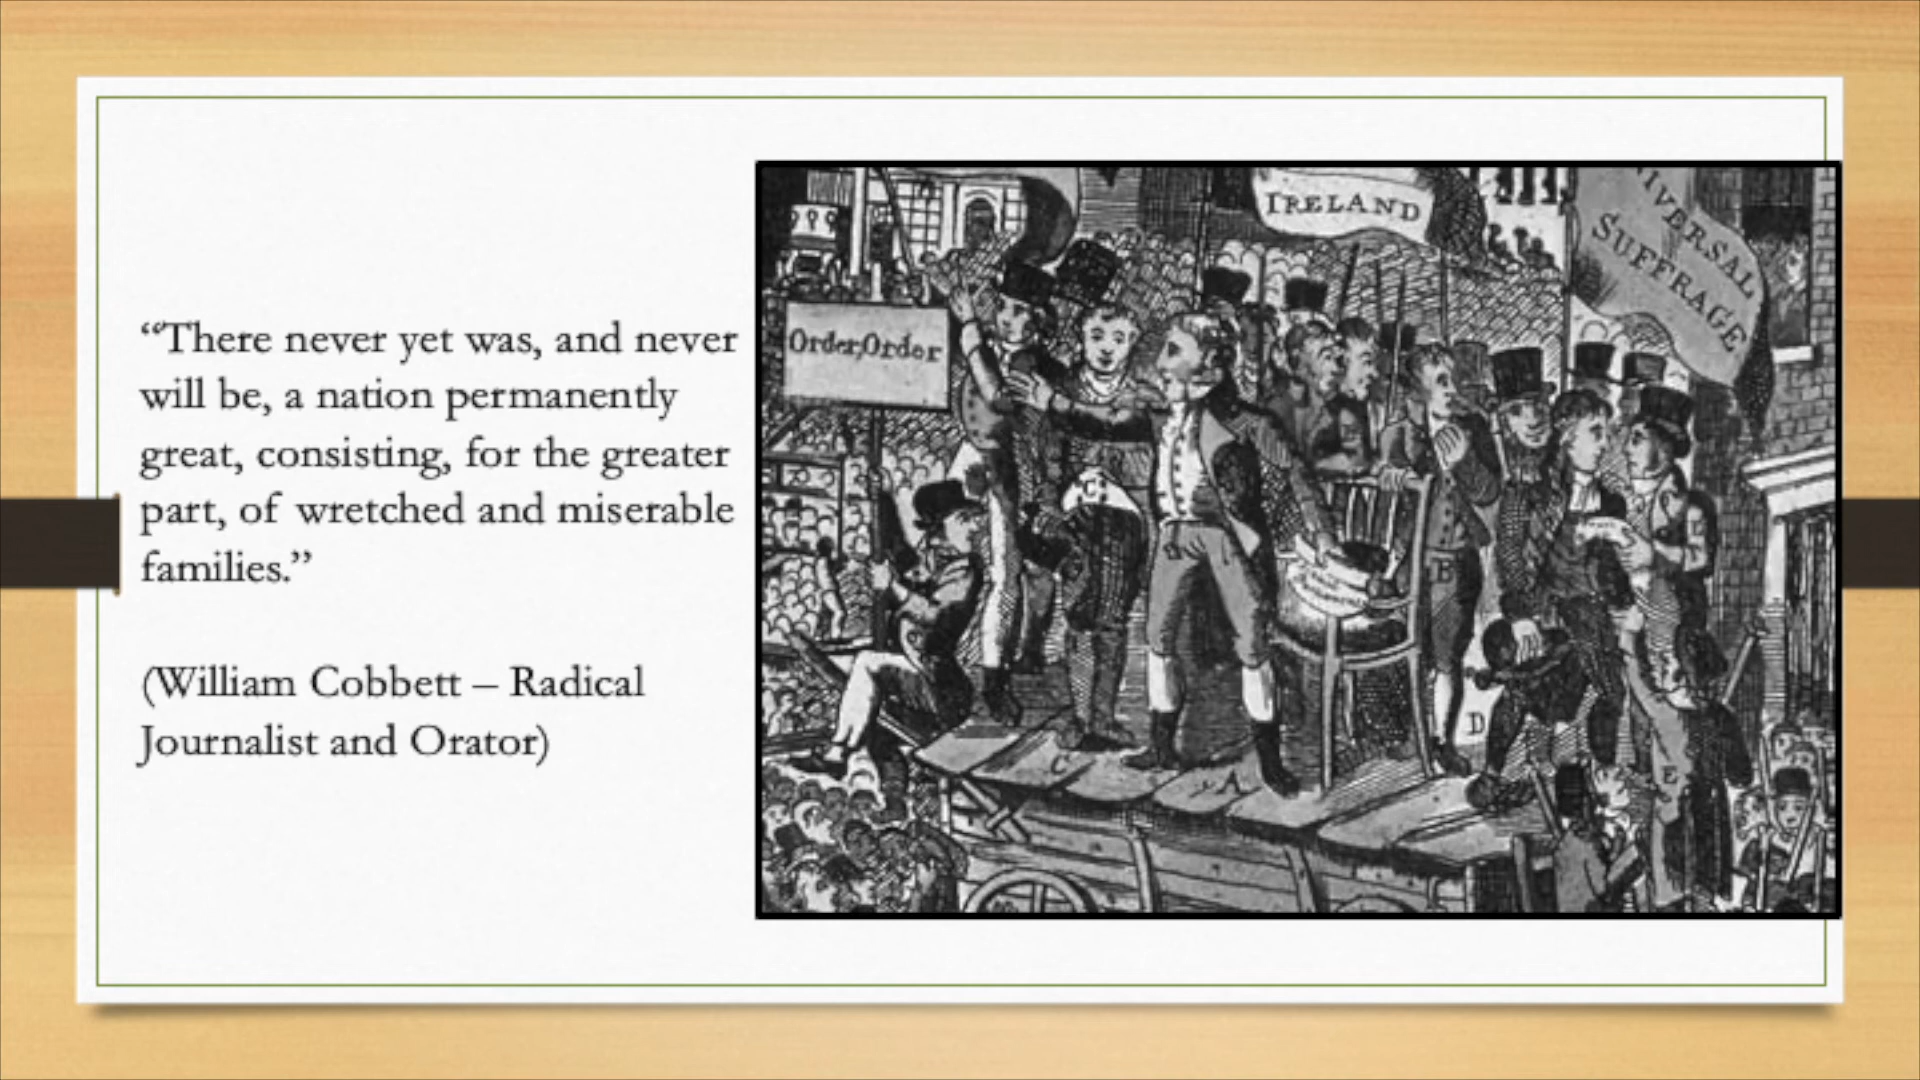 “There never yet was, and never
will be, a nation permanently
great, consisting, for the greater
part, of wretched and miserable
families.”
(William Cobbett – Radical
Journalist and Orator)
Order, Order
IRELAND
IVERSAL
SUFFRAGE
C
B
D
C
A
E